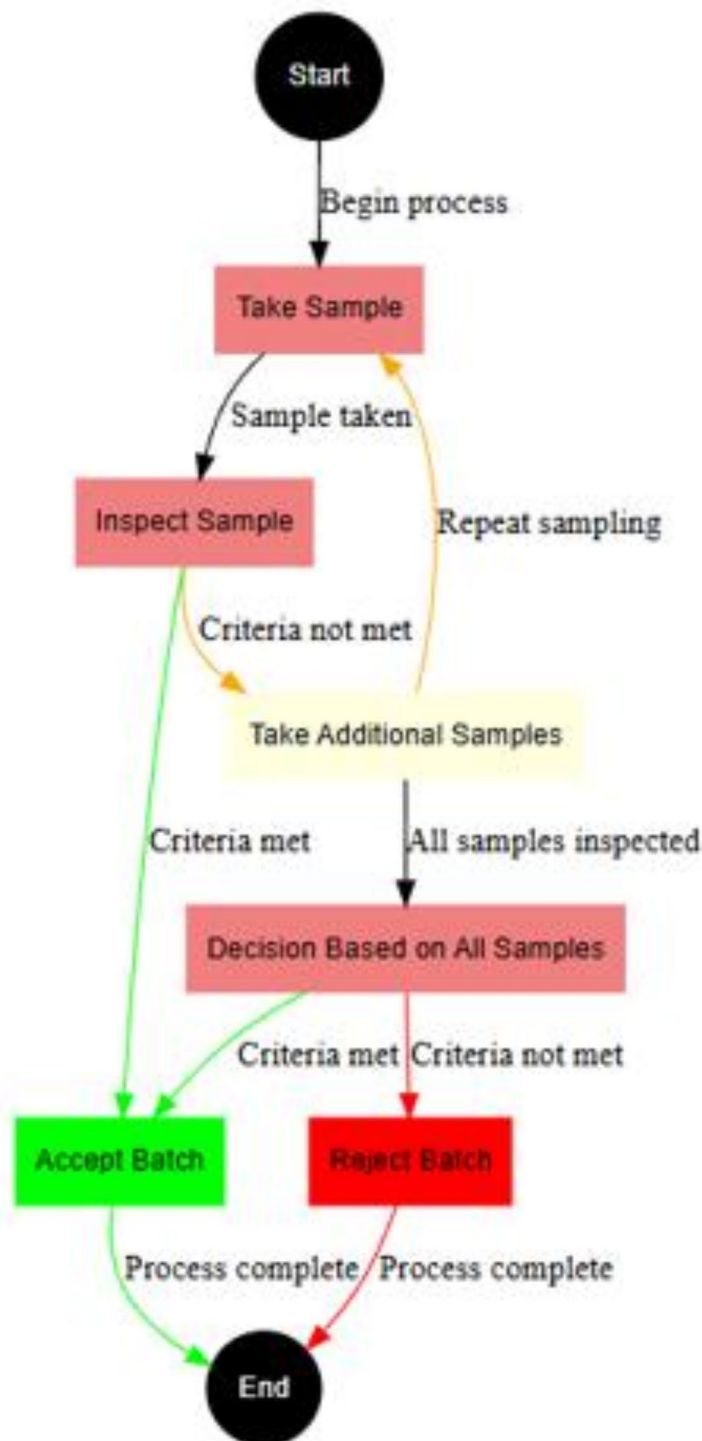 Start
Begin process
Take Sample
Sample taken
Inspect Sample
Repeat sampling
Criteria not met
Take Additional Samples
Criteria met
All samples inspected
Decision Based on All Samples
Criteria met
Criteria not met
Accept Batch
Reject Batch
Process complete
Process complete
End